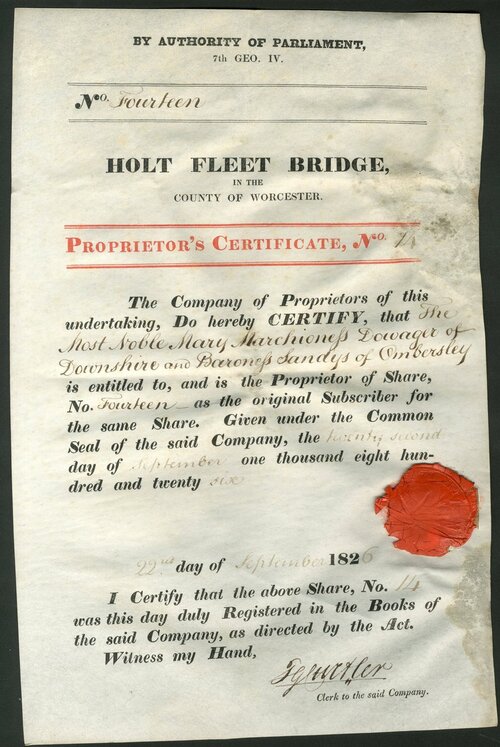 BY AUTHORITY OF PARLIAMENT,
7th GEO. IV.
No. Fourteen
HOLT FLEET BRIDGE,
IN THE
COUNTY OF WORCESTER.
PROPRIETOR'S CERTIFICATE, No. 14
The Company of Proprietors of this
undertaking, Do hereby CERTIFY, that The
Most Noble Mary Marchioness Dowager of
Downshire and Baroness Sandys of Ombersley
is entitled to, and is the Proprietor of Share,
No. Fourteen as the original Subscriber for
the same Share. Given under the Common
Seal of the said Company, the twenty second
day of September one thousand eight hun-
dred and twenty six
22nd day of September 1826
I Certify that the above Share, No. 14
was this day duly Registered in the Books of
the said Company, as directed by the Act.
Witness my Hand,
Clerk to the said Company.